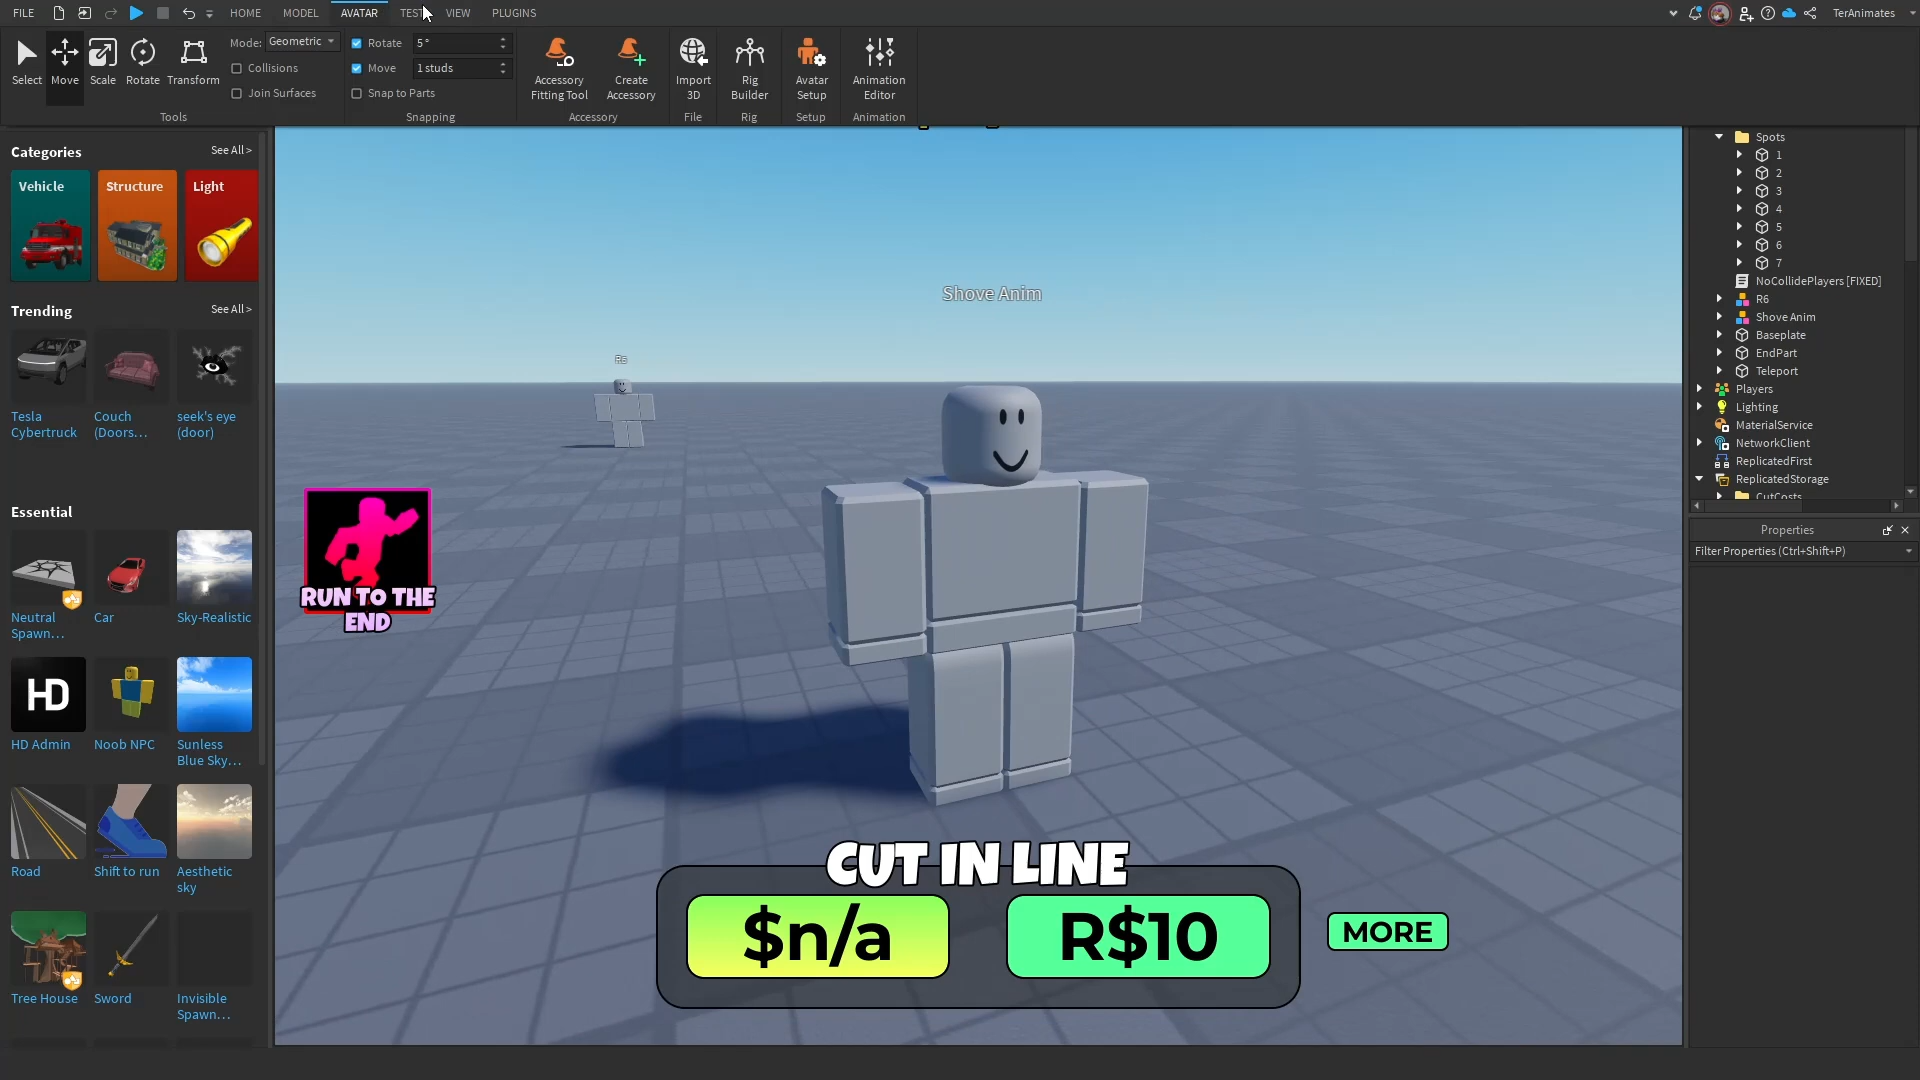 FILE
HOME
MODEL
AVATAR
TEST
VIEW
PLUGINS
TerAnimates
Select
Move
Scale
Rotate
Transform
Mode: Geometric
Collisions
Join Surfaces
Tools
Rotate 5°
Move 1 studs
Snap to Parts
Snapping
Accessory
Fitting Tool
Create
Accessory
Accessory
Import
3D
File
Rig
Builder
Rig
Avatar
Setup
Setup
Animation
Editor
Animation
Categories
See All >
Vehicle
Structure
Light
Trending
See All >
Tesla
Cybertruck
Couch
(Doors...
seek's eye
(door)
Essential
Neutral
Spawn...
Car
Sky-Realistic
HD
HD Admin
Noob NPC
Sunless
Blue Sky...
Road
Shift to run
Aesthetic
sky
Tree House
Sword
Invisible
Spawn...
Shove Anim
R6
RUN TO THE
END
CUT IN LINE
$n/a
R$10
MORE
Spots
1
2
3
4
5
6
7
NoCollidePlayers [FIXED]
R6
Shove Anim
Baseplate
EndPart
Teleport
Players
Lighting
MaterialService
NetworkClient
ReplicatedFirst
ReplicatedStorage
CutCosts
Properties
Filter Properties (Ctrl+Shift+P)